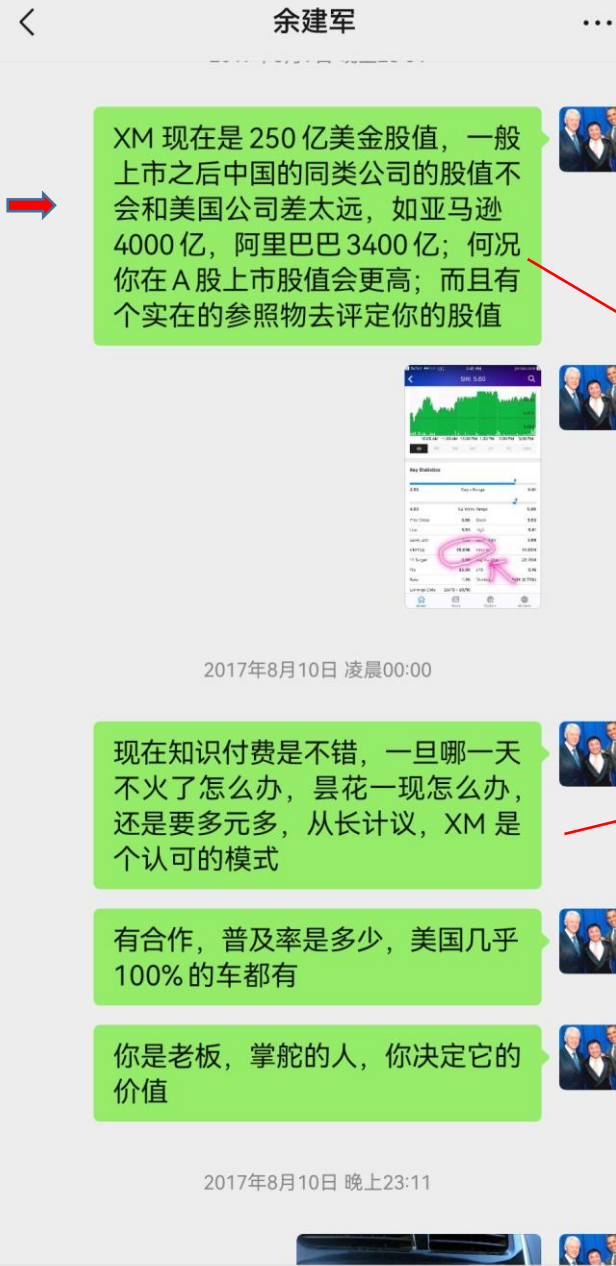 余建军
XM 现在是 250 亿美金股值，一般
上市之后中国的同类公司的股值不
会和美国公司差太远，如亚马逊
4000 亿，阿里巴巴 3400 亿；何况
你在 A 股上市股值会更高；而且有
个实在的参照物去评定你的股值
SIRI 5.60
Key Statistics
2017年8月10日 凌晨00:00
现在知识付费是不错，一旦哪一天
不火了怎么办，昙花一现怎么办，
还是要多元多，从长计议，XM 是
个认可的模式
有合作，普及率是多少，美国几乎
100% 的车都有
你是老板，掌舵的人，你决定它的
价值
2017年8月10日 晚上23:11